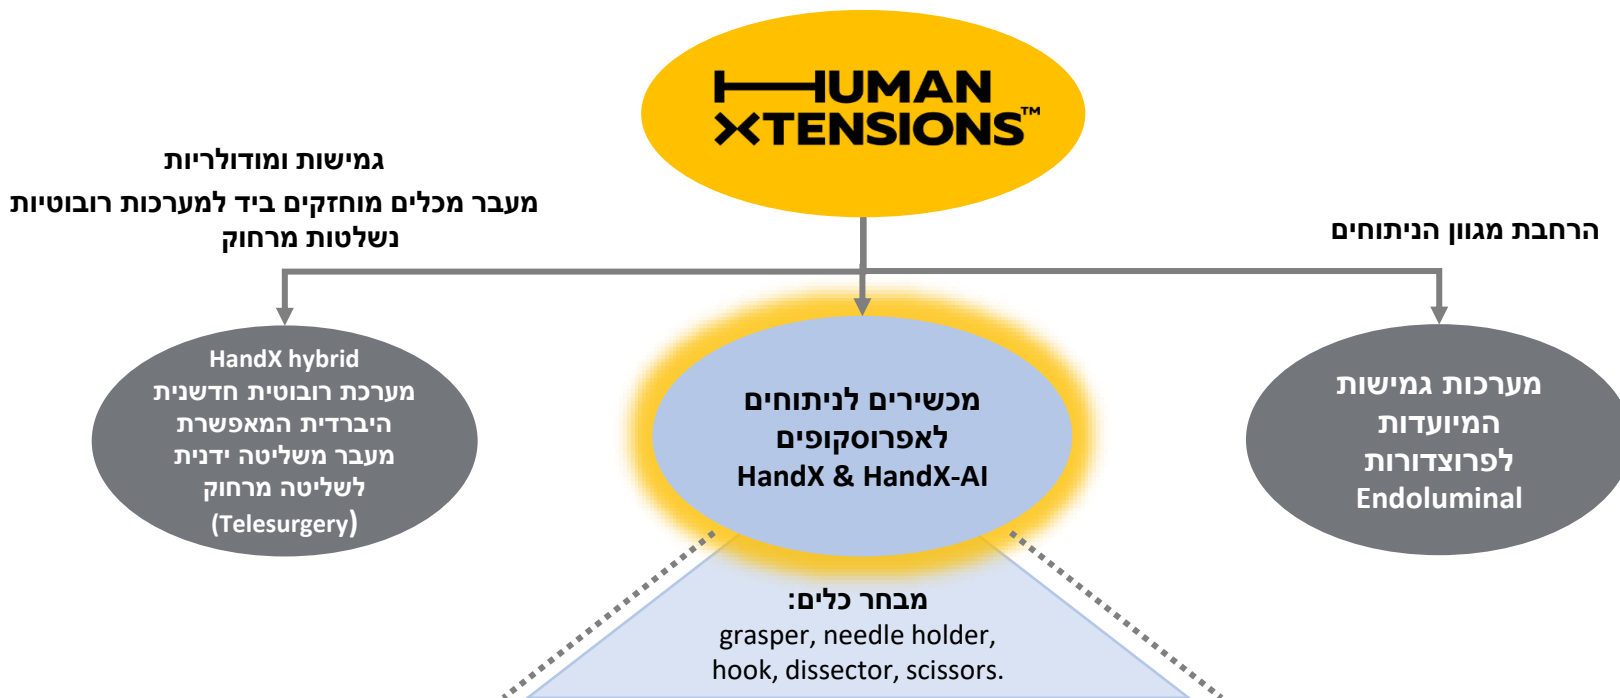 HUMAN
XTENSIONS™
גמישות ומודולריות
מעבר מכלים מוחזקים ביד למערכות רובוטיות
נשלטות מרחוק
הרחבת מגוון הניתוחים
HandX hybrid
מערכת רובוטית חדשנית
היברדית המאפשרת
מעבר משליטה ידנית
לשליטה מרחוק
(Telesurgery)
מכשירים לניתוחים
לאפרוסקופים
HandX & HandX-AI
מערכות גמישות
המיועדות
לפרוצדורות
Endoluminal
מבחר כלים:
grasper, needle holder,
hook, dissector, scissors.